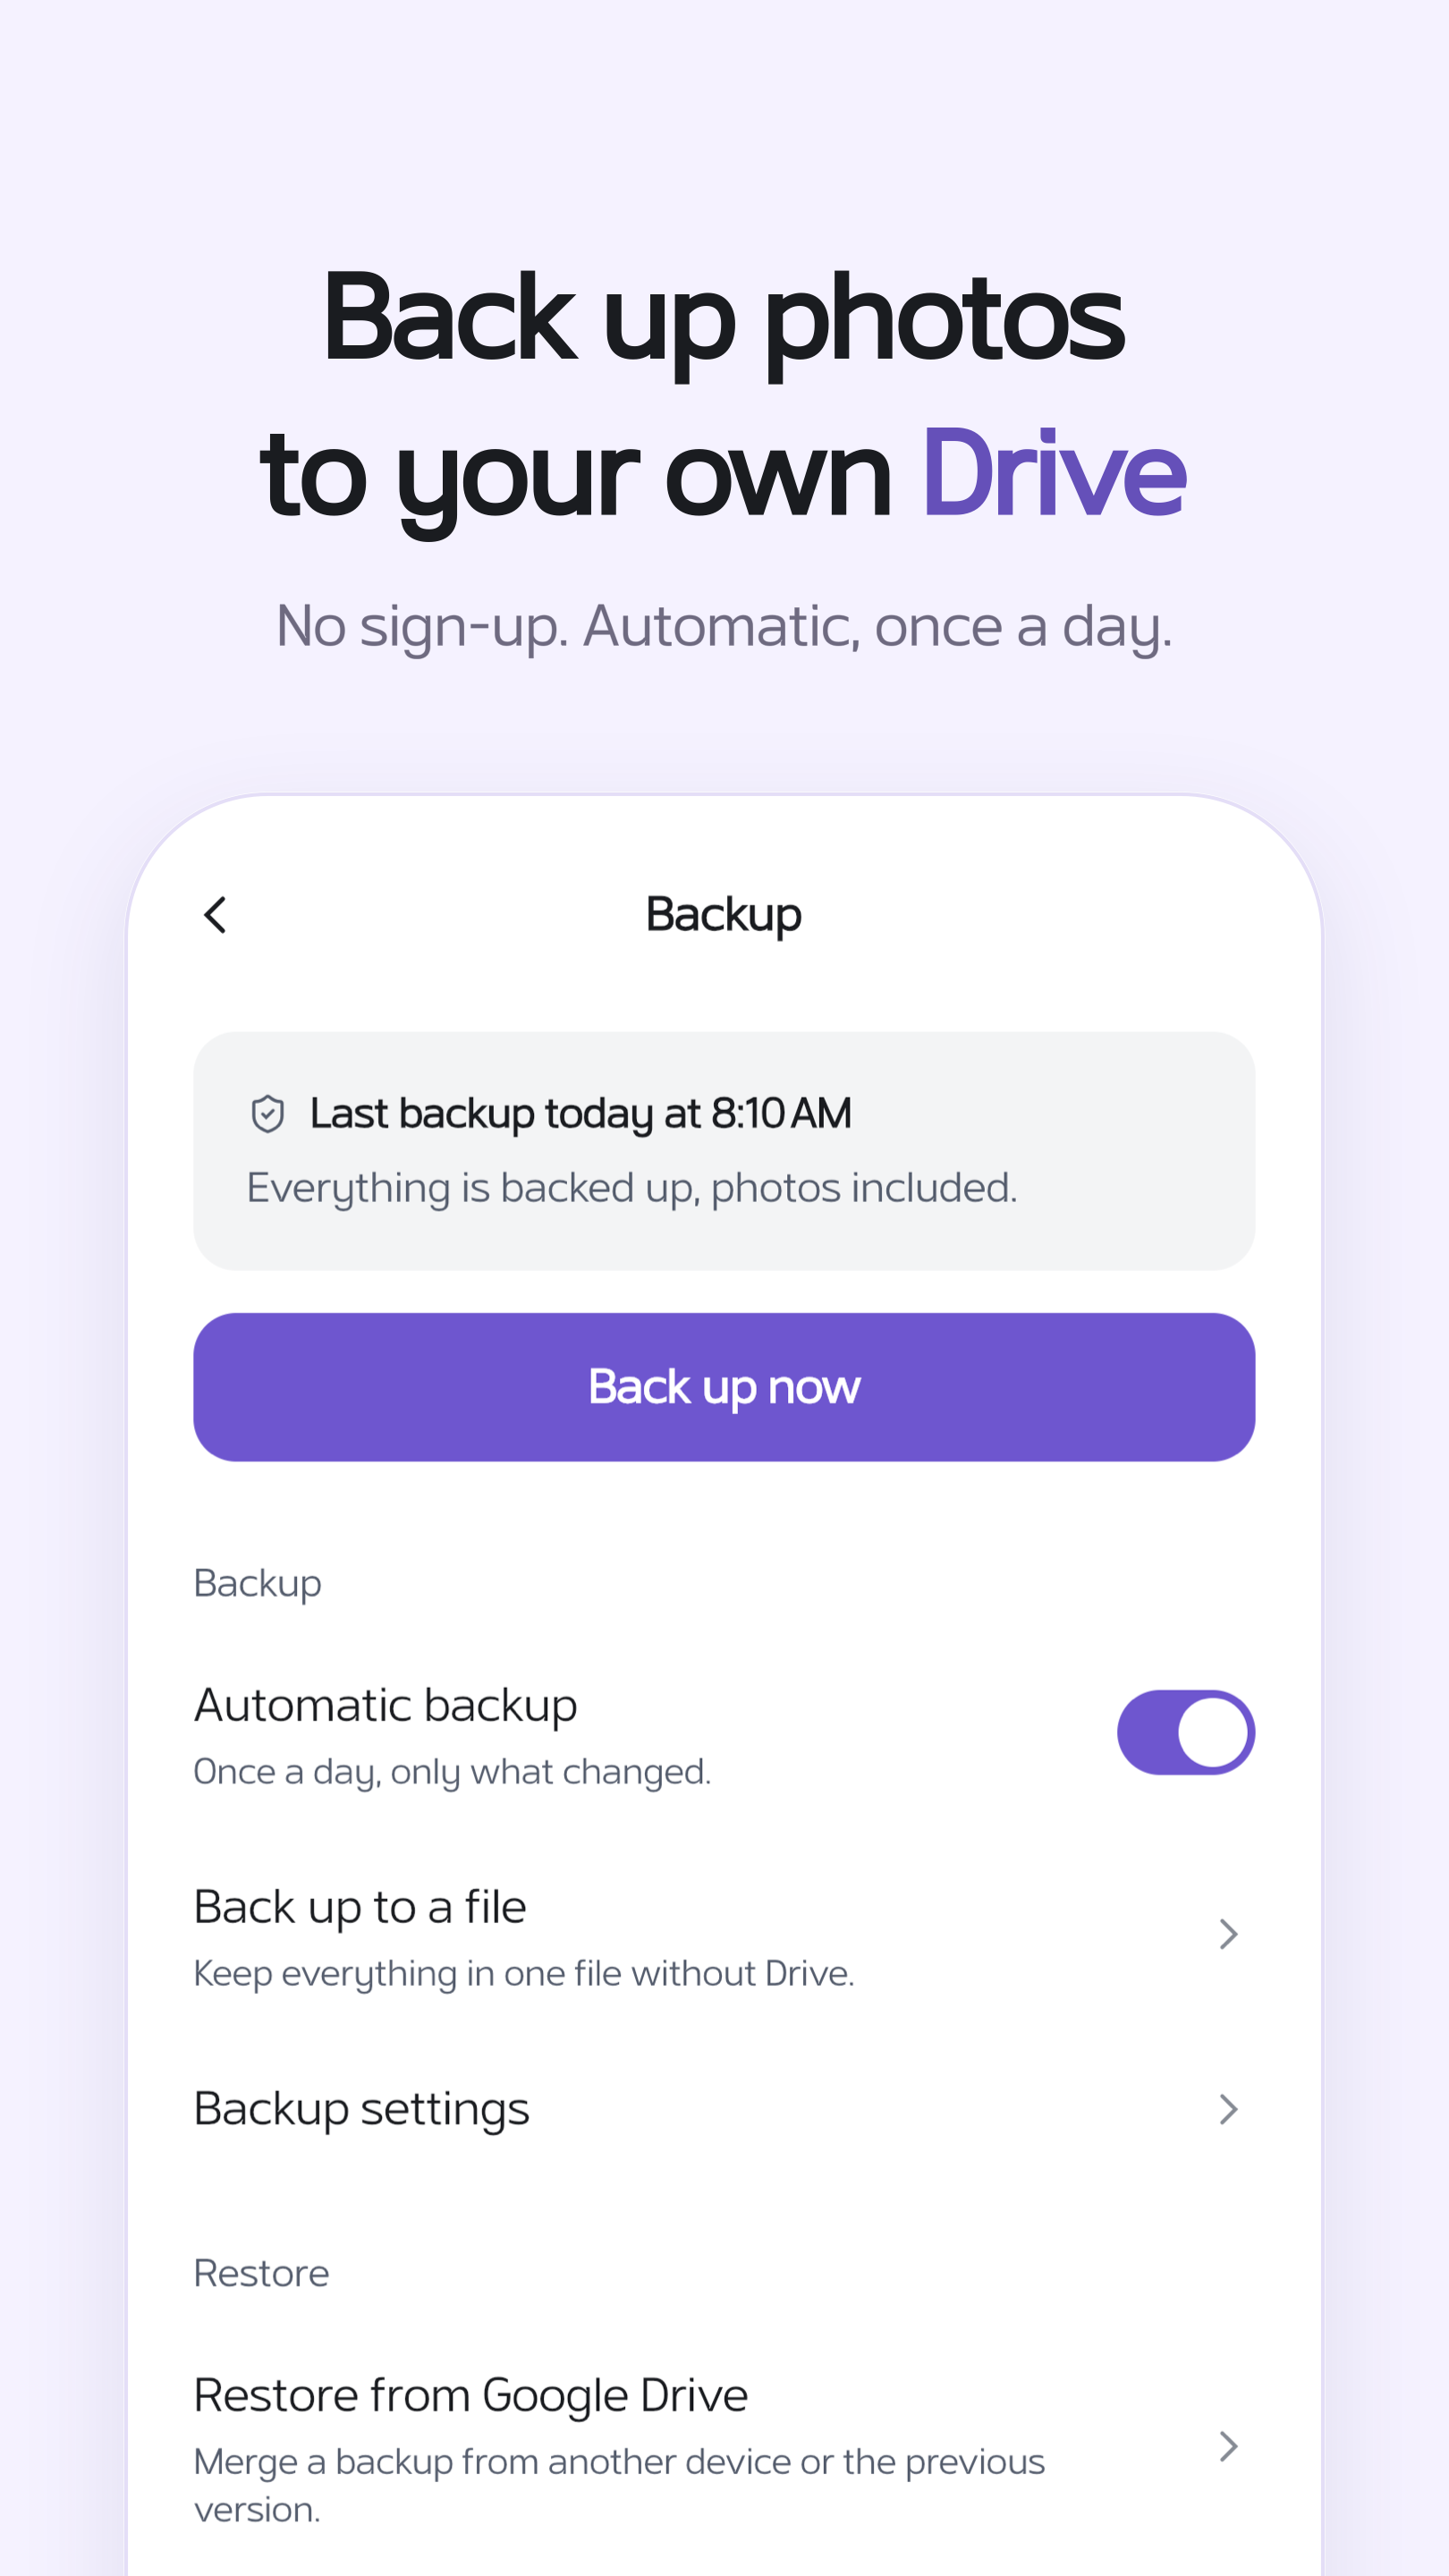 Back up photos
to your own Drive
No sign-up. Automatic, once a day.
Backup
Last backup today at 8:10 AM
Everything is backed up, photos included.
Back up now
Backup
Automatic backup
Once a day, only what changed.
Back up to a file
Keep everything in one file without Drive.
Backup settings
Restore
Restore from Google Drive
Merge a backup from another device or the previous
version.